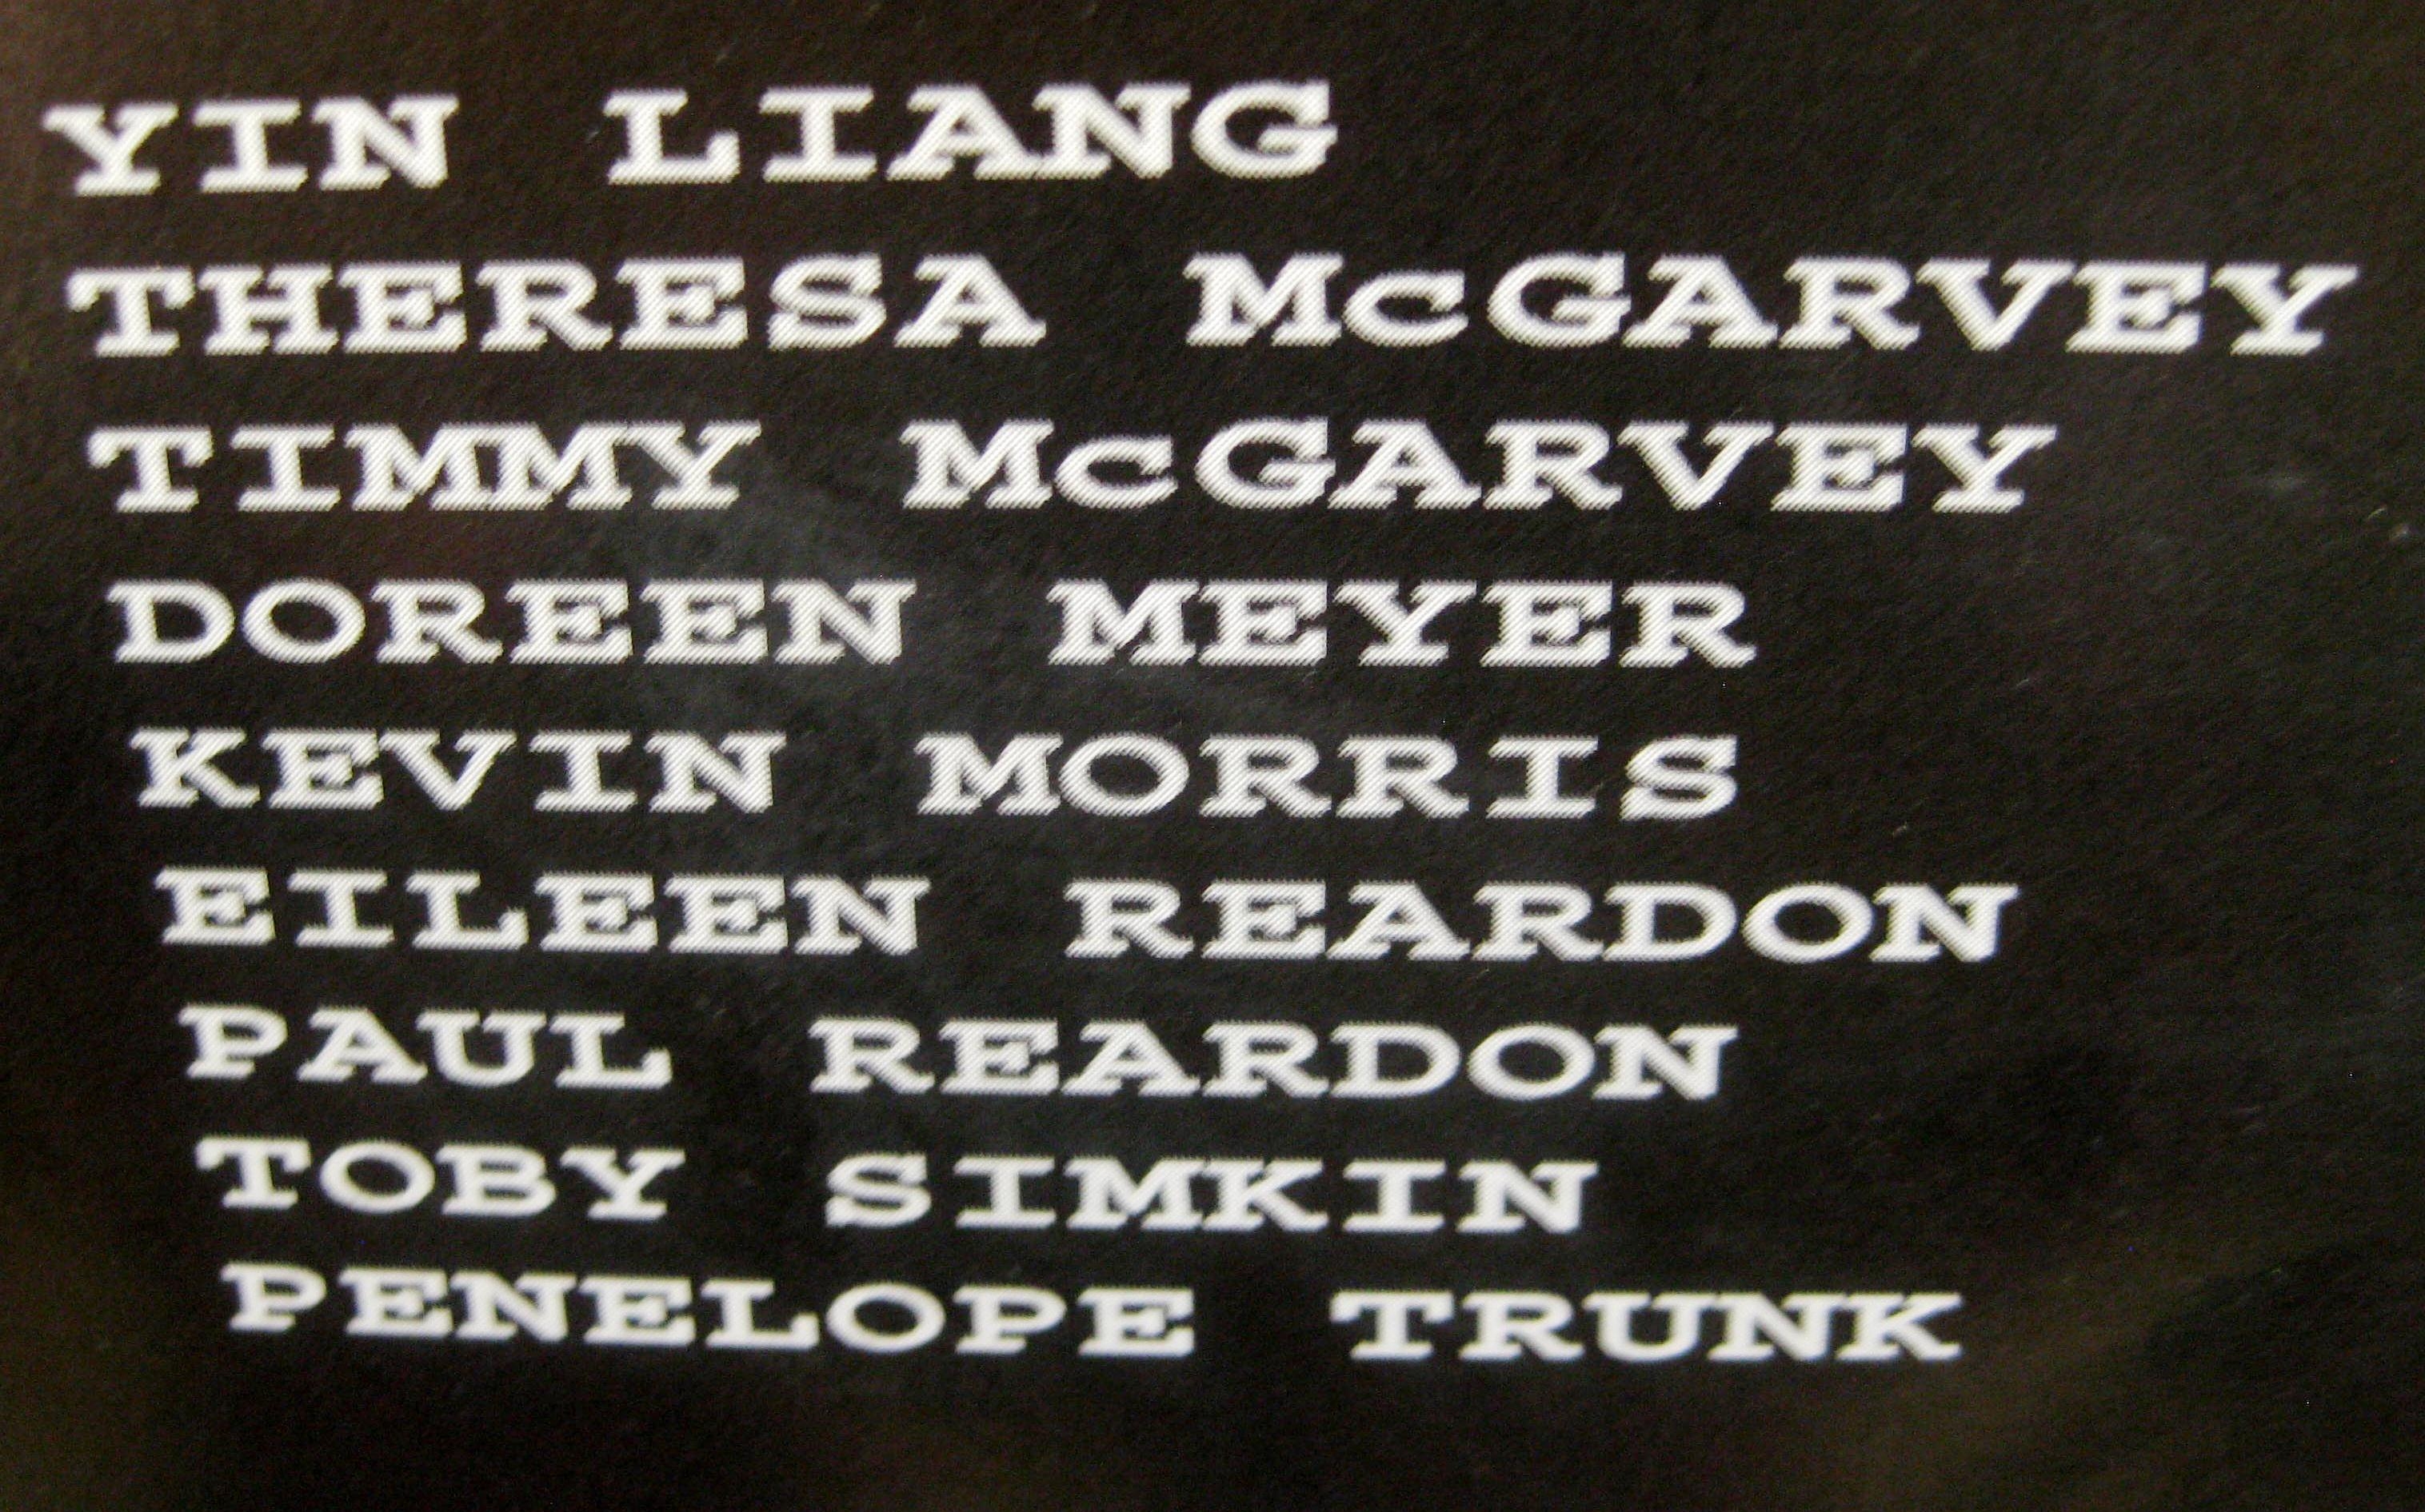 YIN LIANG
THERESA McGARVEY
TIMMY McGARVEY
DOREEN MEYER
KEVIN MORRIS
EILEEN REARDON
PAUL REARDON
TOBY SIMKIN
PENELOPE TRUNK